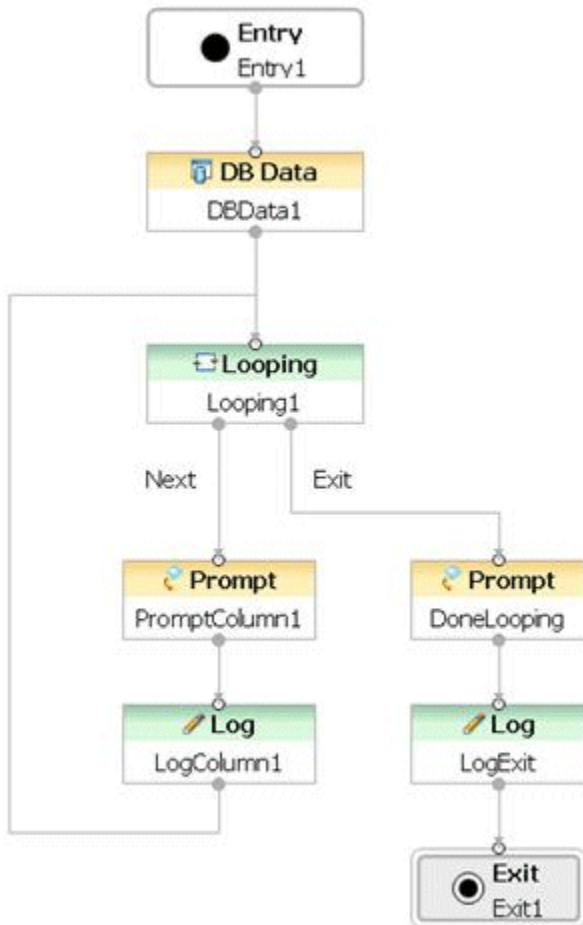 Entry
Entry1
DB Data
DBData1
Looping
Looping1
Next
Exit
Prompt
PromptColumn1
Log
LogColumn1
Prompt
DoneLooping
Log
LogExit
Exit
Exit1